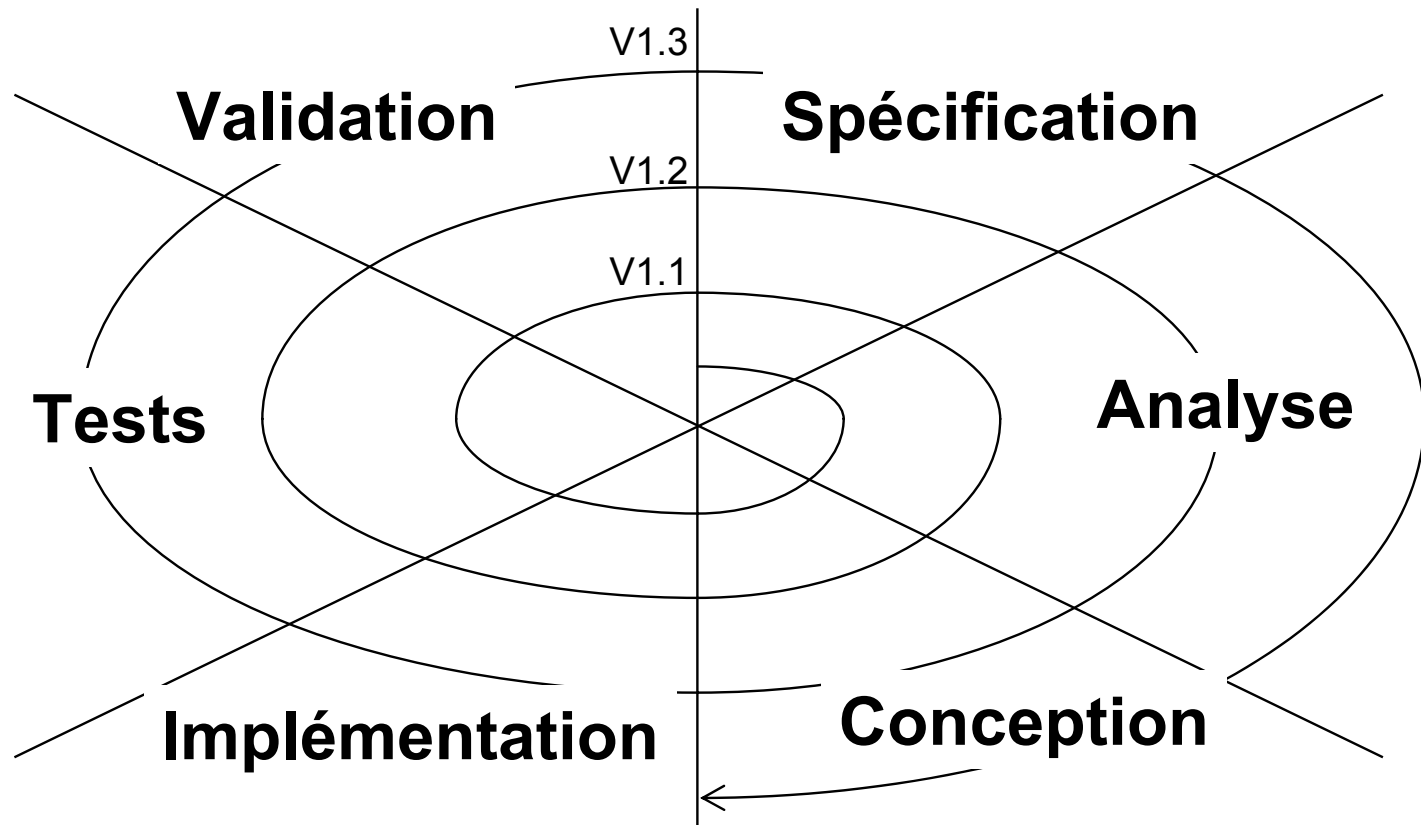 V1.3
Validation
Spécification
V1.2
V1.1
Tests
Analyse
Implémentation
Conception